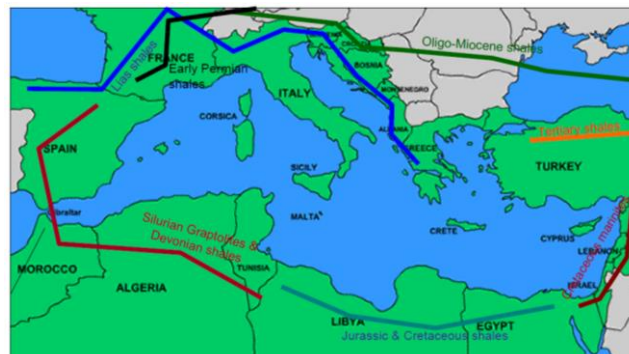 Oligo-Miocene shales
Lias shales
FRANCE
Early Permian
shales
CROATIA
BOSNIA
MONTENEGRO
ITALY
CORSICA
ALBANIA
GREECE
Tertiary shales
TURKEY
SPAIN
SICILY
Gibraltar
MALTA
CRETE
CYPRUS
LEBANON
Silurian Graptolites &
Devonian shales
TUNISIA
MOROCCO
ALGERIA
ISRAEL
LIBYA
EGYPT
Jurassic & Cretaceous shales